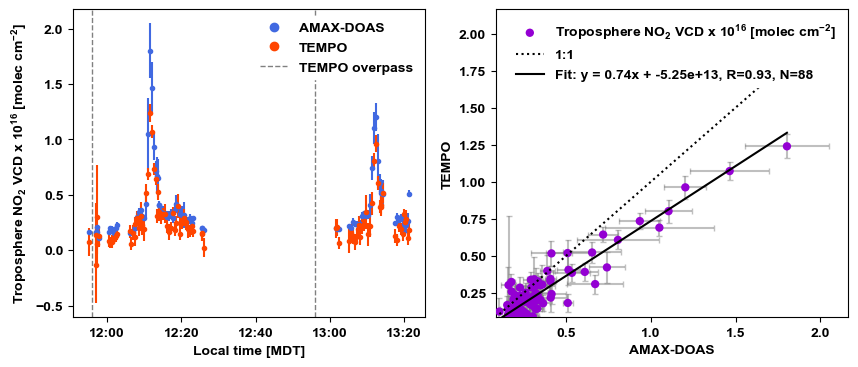 AMAX-DOAS
TEMPO
TEMPO overpass
Troposphere NO₂ VCD x 10¹⁶ [molec cm⁻²]
2.0
1.5
1.0
0.5
0.0
−0.5
12:00
12:20
12:40
13:00
13:20
Local time [MDT]
Troposphere NO₂ VCD x 10¹⁶ [molec cm⁻²]
1:1
Fit: y = 0.74x + -5.25e+13, R=0.93, N=88
TEMPO
2.00
1.75
1.50
1.25
1.00
0.75
0.50
0.25
0.5
1.0
1.5
2.0
AMAX-DOAS